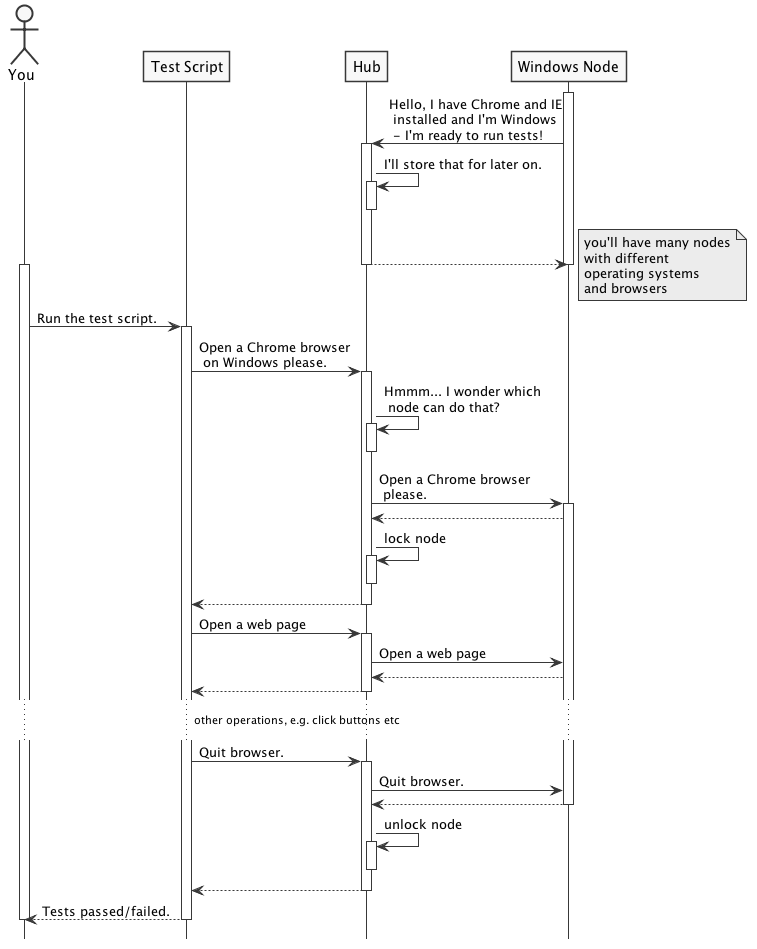 You
Test Script
Hub
Windows Node
Hello, I have Chrome and IE
installed and I'm Windows
- I'm ready to run tests!
I'll store that for later on.
you'll have many nodes
with different
operating systems
and browsers
Run the test script.
Open a Chrome browser
on Windows please.
Hmmm... I wonder which
node can do that?
Open a Chrome browser
please.
lock node
Open a web page
Open a web page
other operations, e.g. click buttons etc
Quit browser.
Quit browser.
unlock node
Tests passed/failed.